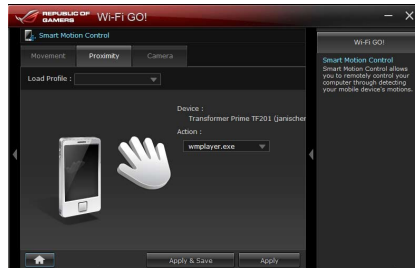 REPUBLIC OF
GAMERS
Wi-Fi GO!
Smart Motion Control
Movement
Proximity
Camera
Load Profile :
Device :
Transformer Prime TF201 (janischer
Action :
wmplayer.exe
Apply & Save
Apply
Wi-Fi GO!
Smart Motion Control
Smart Motion Control allows
you to remotely control your
computer through detecting
your mobile device's motions.